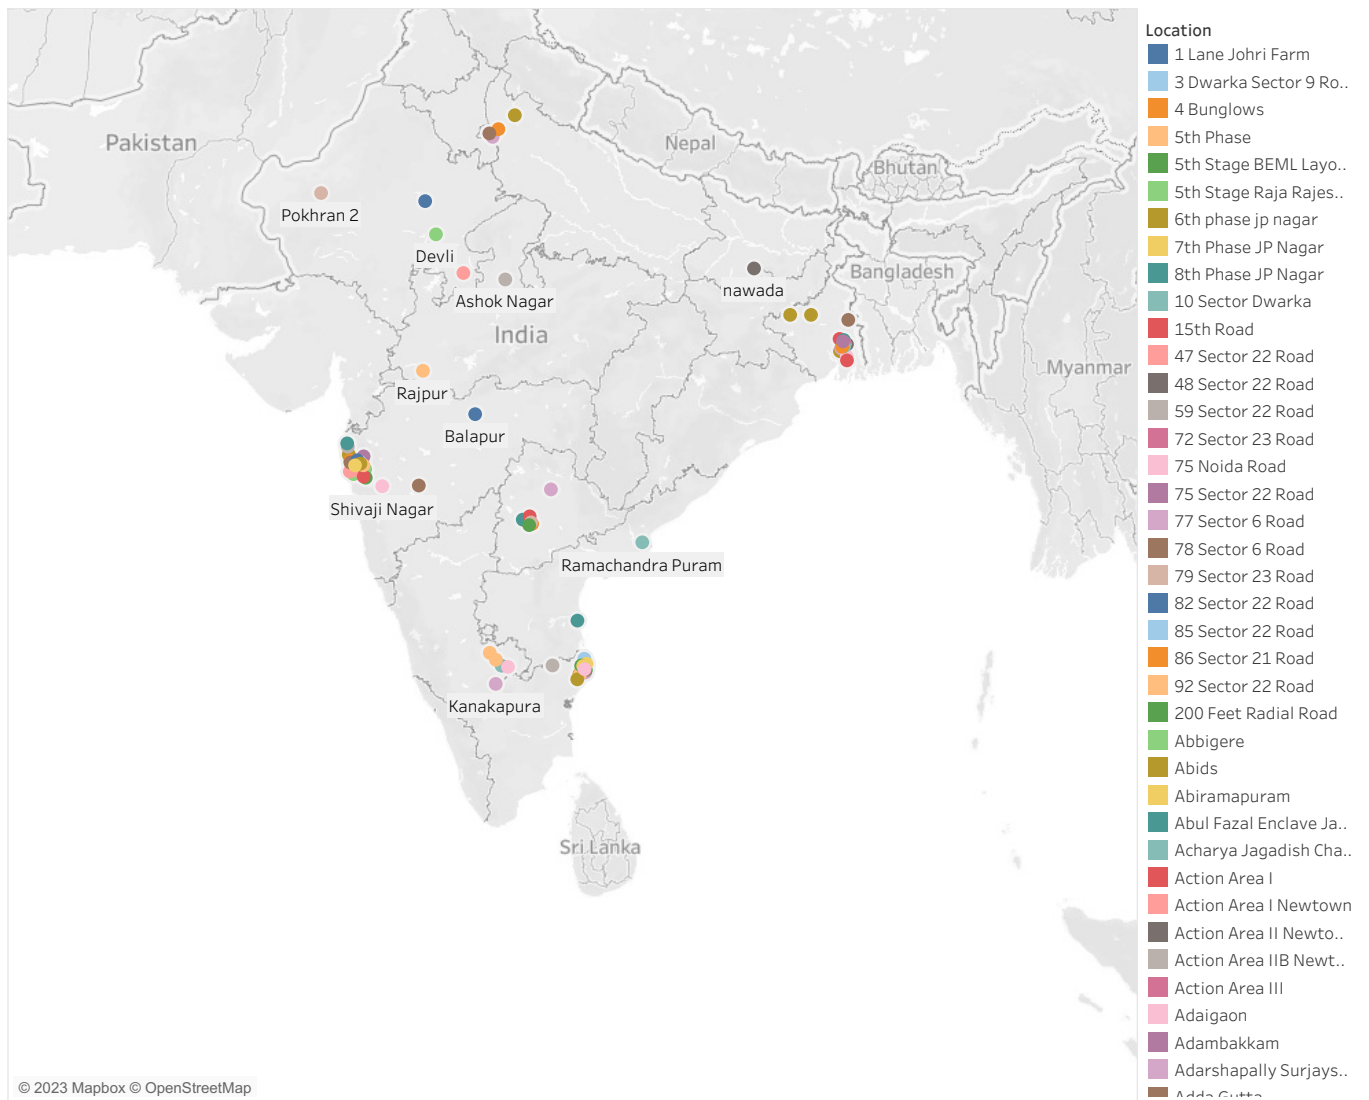 Pakistan
Nepal
Bhutan
Pokhran 2
Devli
Ashok Nagar
nawada
Bangladesh
India
Myanmar
Rajpur
Balapur
Shivaji Nagar
Ramachandra Puram
Kanakapura
Sri Lanka
© 2023 Mapbox © OpenStreetMap
Location
1 Lane Johri Farm
3 Dwarka Sector 9 Ro..
4 Bunglows
5th Phase
5th Stage BEML Layo..
5th Stage Raja Rajes..
6th phase jp nagar
7th Phase JP Nagar
8th Phase JP Nagar
10 Sector Dwarka
15th Road
47 Sector 22 Road
48 Sector 22 Road
59 Sector 22 Road
72 Sector 23 Road
75 Noida Road
75 Sector 22 Road
77 Sector 6 Road
78 Sector 6 Road
79 Sector 23 Road
82 Sector 22 Road
85 Sector 22 Road
86 Sector 21 Road
92 Sector 22 Road
200 Feet Radial Road
Abbigere
Abids
Abiramapuram
Abul Fazal Enclave Ja..
Acharya Jagadish Cha..
Action Area I
Action Area I Newtown
Action Area II Newto..
Action Area IIB Newt..
Action Area III
Adaigaon
Adambakkam
Adarshapally Surjays..
Adda Gutta